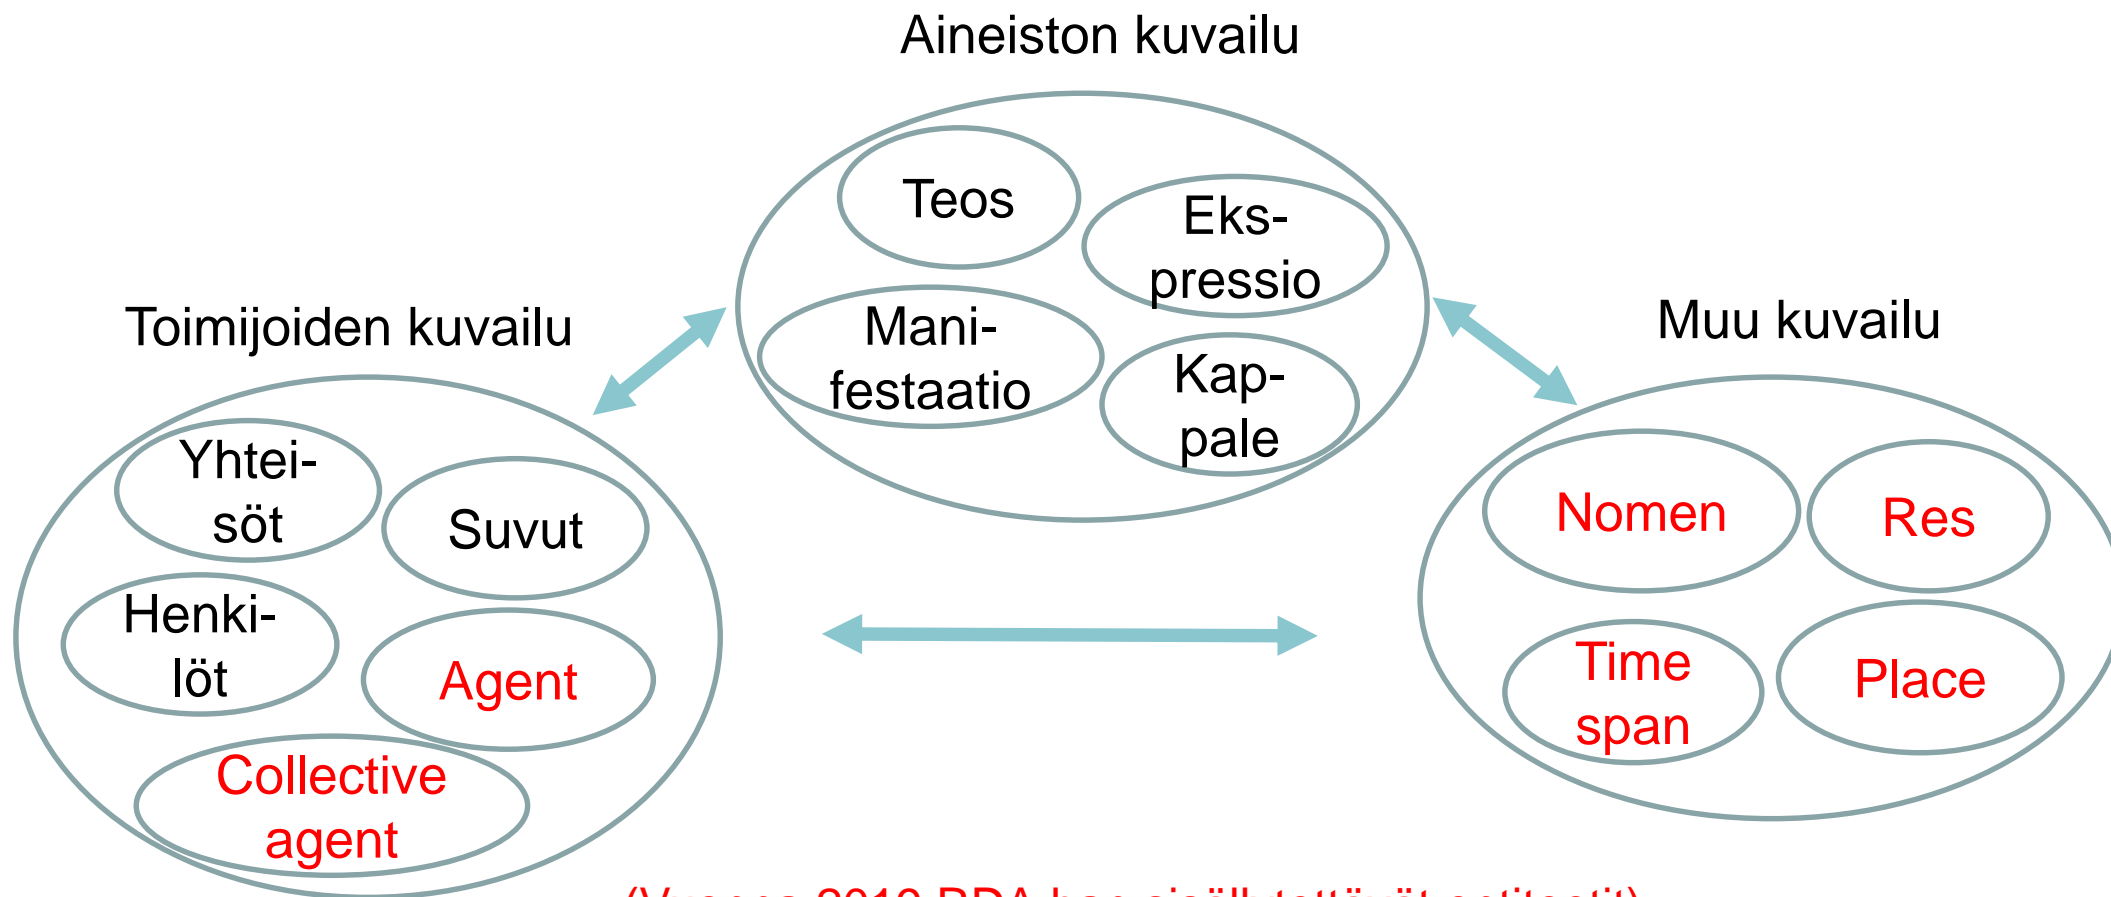 Aineiston kuvailu
Teos
Eks-
pressio
Mani-
festaatio
Kap-
pale
Toimijoiden kuvailu
Yhtei-
söt
Suvut
Henki-
löt
Agent
Collective
agent
Muu kuvailu
Nomen
Res
Time
span
Place